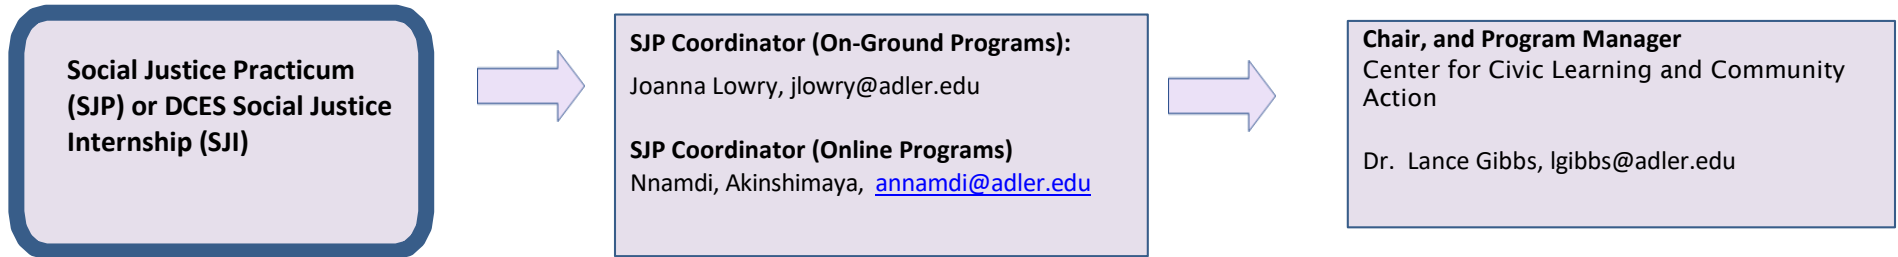 Social Justice Practicum
(SJP) or DCES Social Justice
Internship (SJI)
SJP Coordinator (On-Ground Programs):
Joanna Lowry, jlowry@adler.edu
SJP Coordinator (Online Programs)
Nnamdi, Akinshimaya, annamdi@adler.edu
Chair, and Program Manager
Center for Civic Learning and Community
Action
Dr. Lance Gibbs, lgibbs@adler.edu